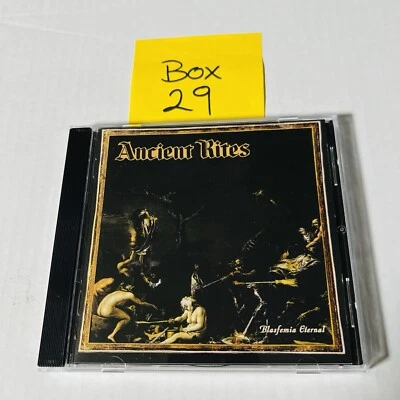 Box
29
Ancient Rites
Blasfemia Eternal